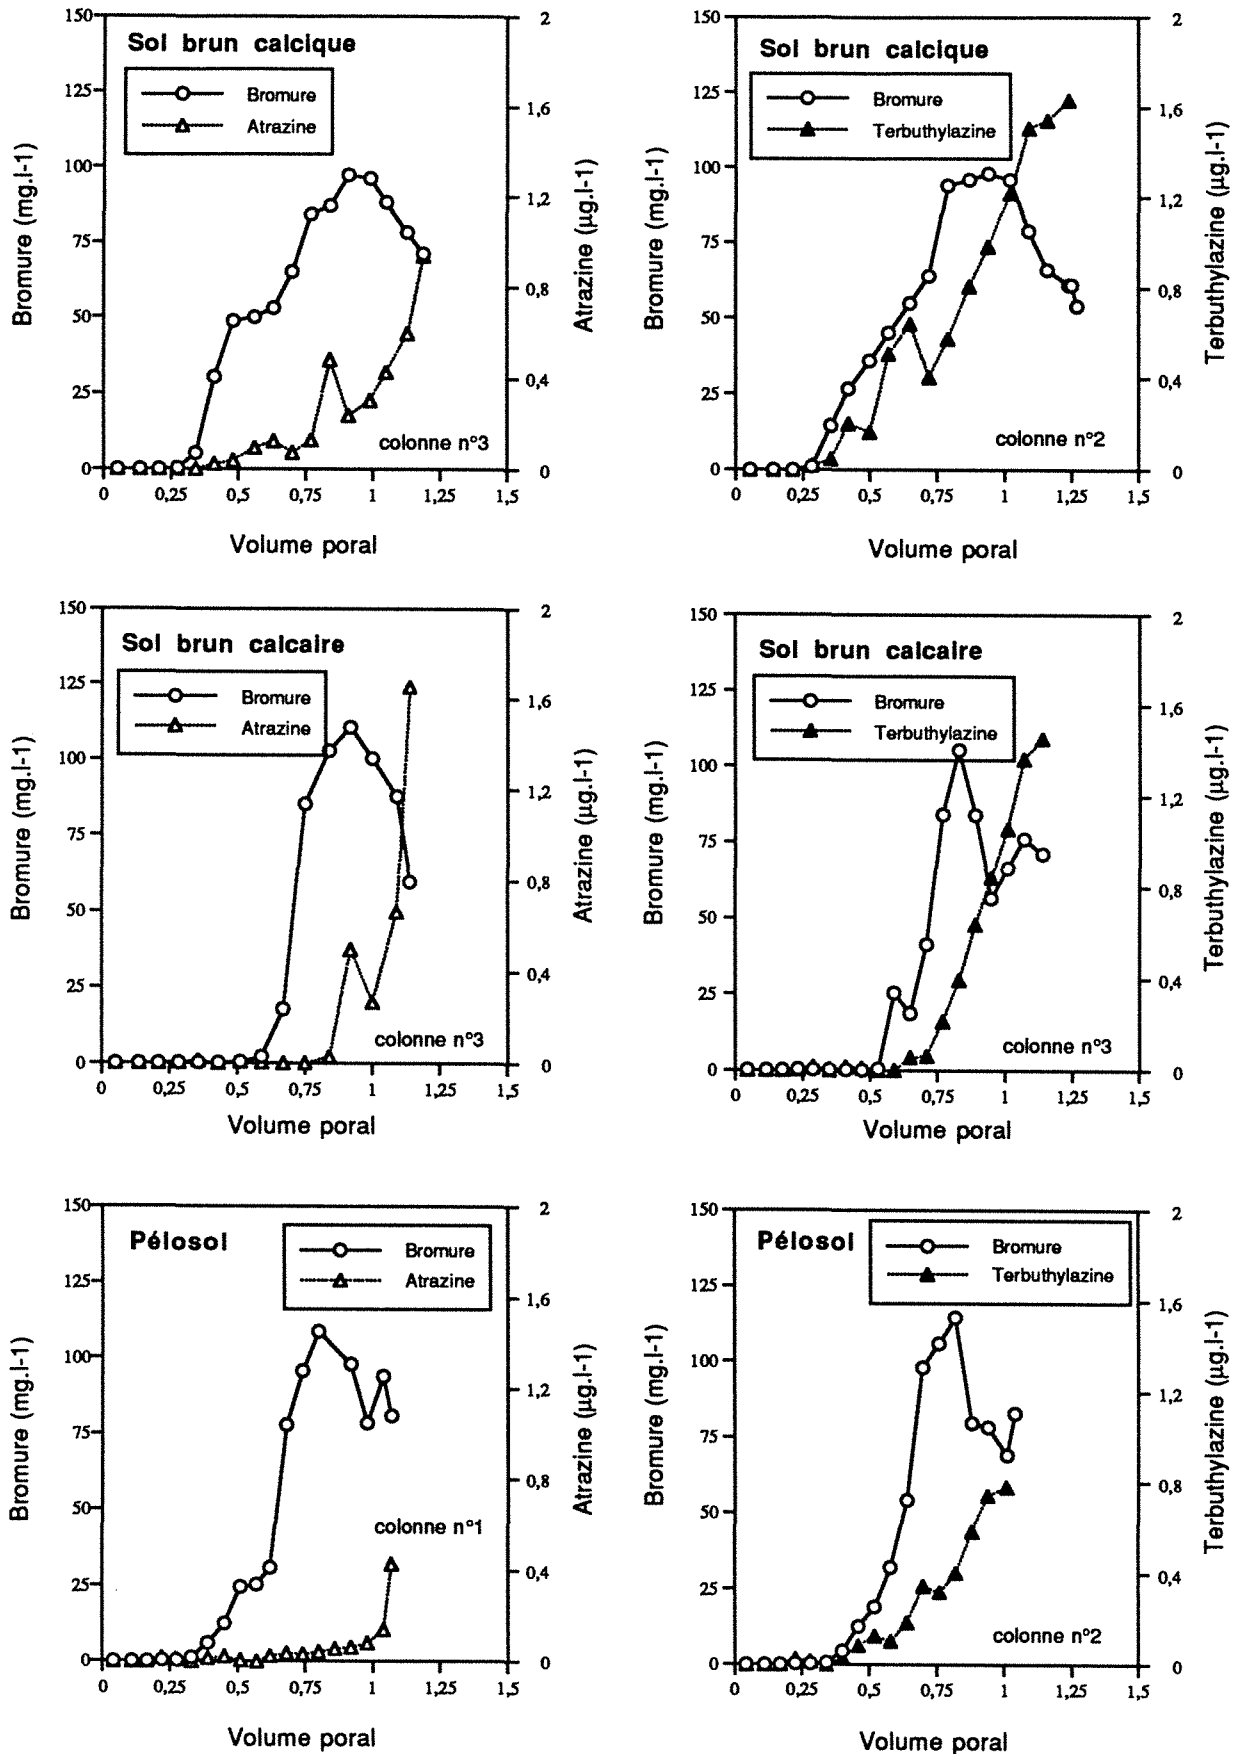 Sol brun calcique
Bromure
Atrazine
150
125
100
75
50
25
0
2
1,6
1,2
0,8
0,4
0
Bromure (mg.l-1)
Atrazine (µg.l-1)
colonne n°3
0 0,25 0,5 0,75 1 1,25 1,5
Volume poral
Sol brun calcique
Bromure
Terbuthylazine
150
125
100
75
50
25
0
2
1,6
1,2
0,8
0,4
0
Bromure (mg.l-1)
Terbuthylazine (µg.l-1)
colonne n°2
0 0,25 0,5 0,75 1 1,25 1,5
Volume poral
Sol brun calcaire
Bromure
Atrazine
150
125
100
75
50
25
0
2
1,6
1,2
0,8
0,4
0
Bromure (mg.l-1)
Atrazine (µg.l-1)
colonne n°3
0 0,25 0,5 0,75 1 1,25 1,5
Volume poral
Sol brun calcaire
Bromure
Terbuthylazine
150
125
100
75
50
25
0
2
1,6
1,2
0,8
0,4
0
Bromure (mg.l-1)
Terbuthylazine (µg.l-1)
colonne n°3
0 0,25 0,5 0,75 1 1,25 1,5
Volume poral
Pélosol
Bromure
Atrazine
150
125
100
75
50
25
0
2
1,6
1,2
0,8
0,4
0
Bromure (mg.l-1)
Atrazine (µg.l-1)
colonne n°1
0 0,25 0,5 0,75 1 1,25 1,5
Volume poral
Pélosol
Bromure
Terbuthylazine
150
125
100
75
50
25
0
2
1,6
1,2
0,8
0,4
0
Bromure (mg.l-1)
Terbuthylazine (µg.l-1)
colonne n°2
0 0,25 0,5 0,75 1 1,25 1,5
Volume poral